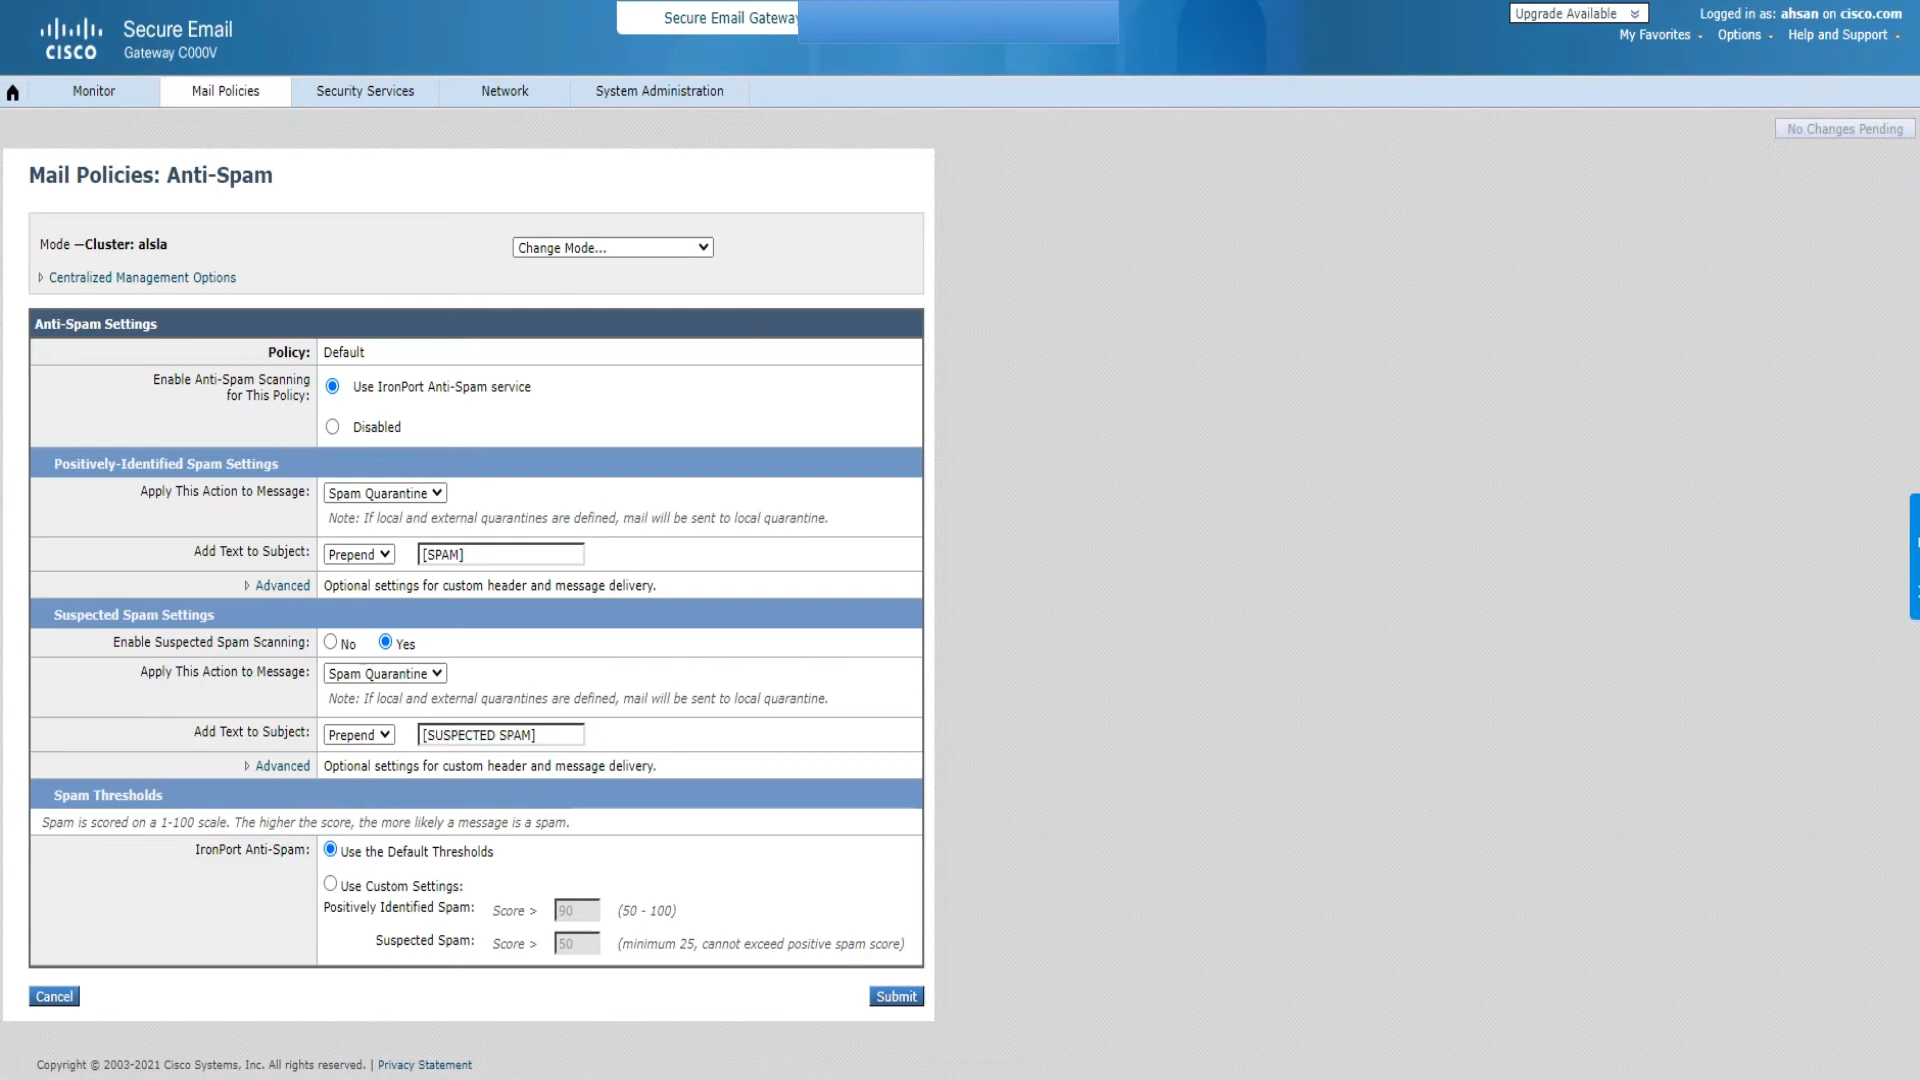 Secure Email Gateway
Upgrade Available
Logged in as: ahsan on cisco.com
CISCO
Secure Email
Gateway C000V
My Favorites
Options
Help and Support
Monitor
Mail Policies
Security Services
Network
System Administration
No Changes Pending
Mail Policies: Anti-Spam
Mode —Cluster: alsla
Change Mode...
Centralized Management Options
Anti-Spam Settings
Policy: Default
Enable Anti-Spam Scanning
for This Policy:
Use IronPort Anti-Spam service
Disabled
Positively-Identified Spam Settings
Apply This Action to Message: Spam Quarantine
Note: If local and external quarantines are defined, mail will be sent to local quarantine.
Add Text to Subject: Prepend [SPAM]
Advanced Optional settings for custom header and message delivery.
Suspected Spam Settings
Enable Suspected Spam Scanning: No Yes
Apply This Action to Message: Spam Quarantine
Note: If local and external quarantines are defined, mail will be sent to local quarantine.
Add Text to Subject: Prepend [SUSPECTED SPAM]
Advanced Optional settings for custom header and message delivery.
Spam Thresholds
Spam is scored on a 1-100 scale. The higher the score, the more likely a message is a spam.
IronPort Anti-Spam: Use the Default Thresholds
Use Custom Settings:
Positively Identified Spam: Score > 90 (50 - 100)
Suspected Spam: Score > 50 (minimum 25, cannot exceed positive spam score)
Cancel
Submit
Copyright © 2003-2021 Cisco Systems, Inc. All rights reserved. | Privacy Statement